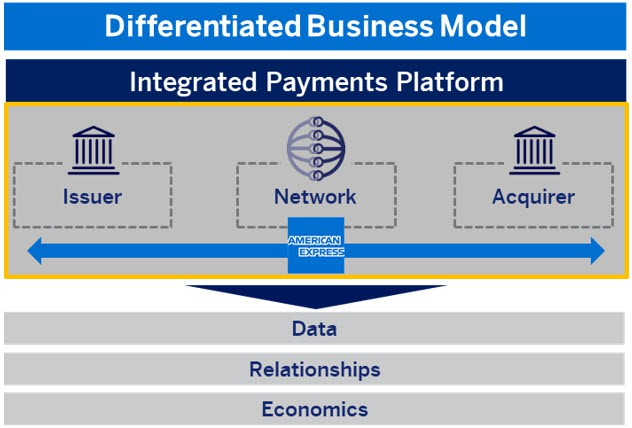 Differentiated Business Model
Integrated Payments Platform
Issuer
Network
Acquirer
AMERICAN
EXPRESS
Data
Relationships
Economics